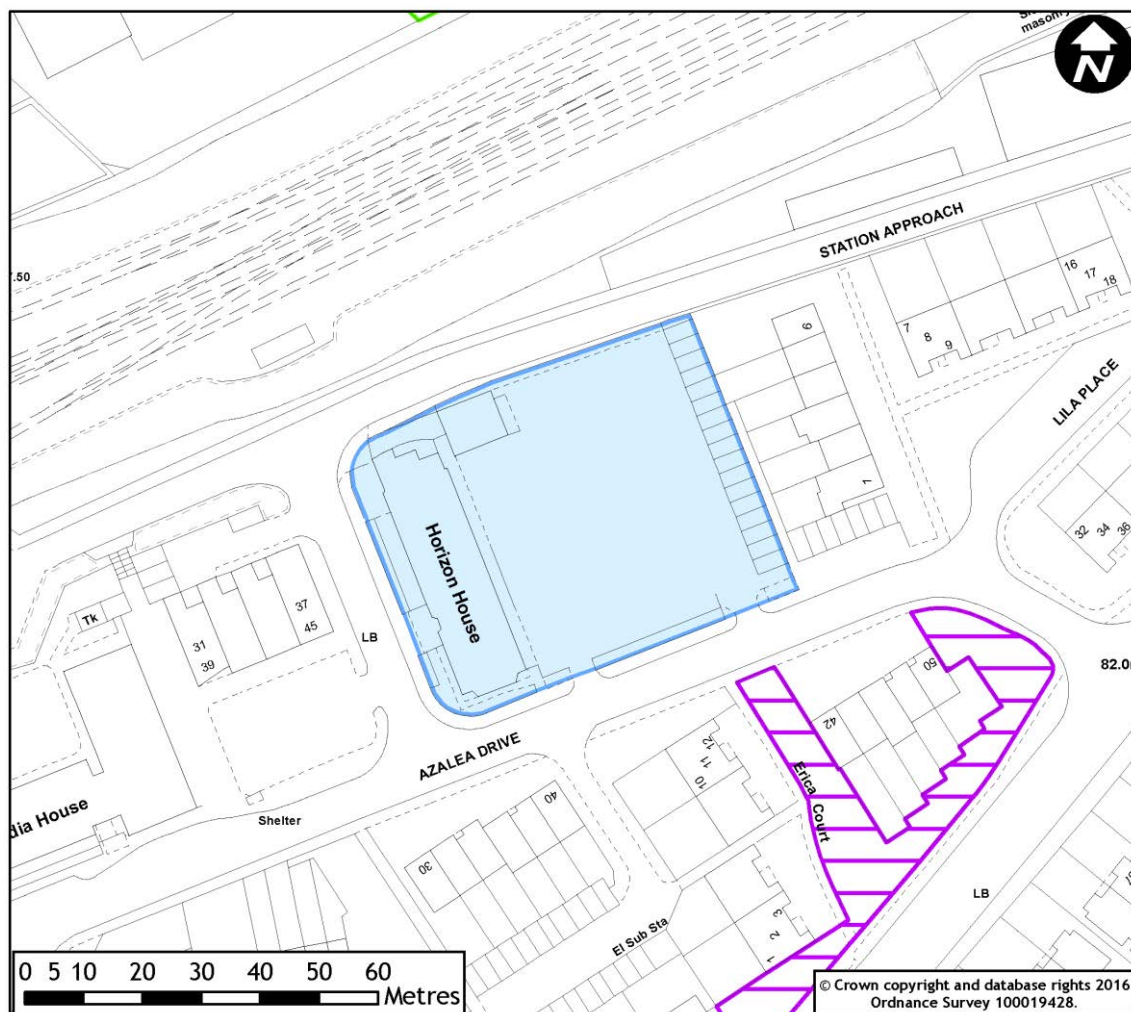 masonry
N
.50
STATION APPROACH
16
17
18
7
8
9
6
LILA PLACE
7
32
34
36
Horizon House
37
45
31
39
Tk
LB
82.0
50
42
12
11
10
Erica Court
AZALEA DRIVE
40
30
dia House
Shelter
LB
El Sub Sta
3
2
1
0 5 10 20 30 40 50 60
Metres
© Crown copyright and database rights 2016
Ordnance Survey 100019428.